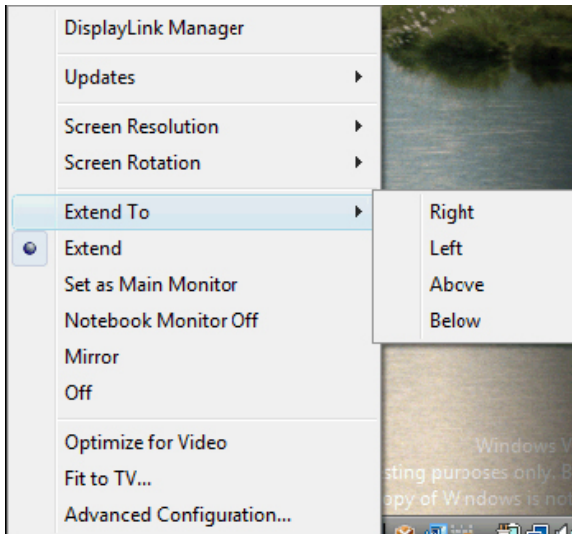 DisplayLink Manager
Updates
Screen Resolution
Screen Rotation
Extend To
Right
Extend
Left
Set as Main Monitor
Above
Notebook Monitor Off
Below
Mirror
Off
Optimize for Video
Windows V
Fit to TV...
sting purposes only. B
Advanced Configuration...
opy of Windows is not